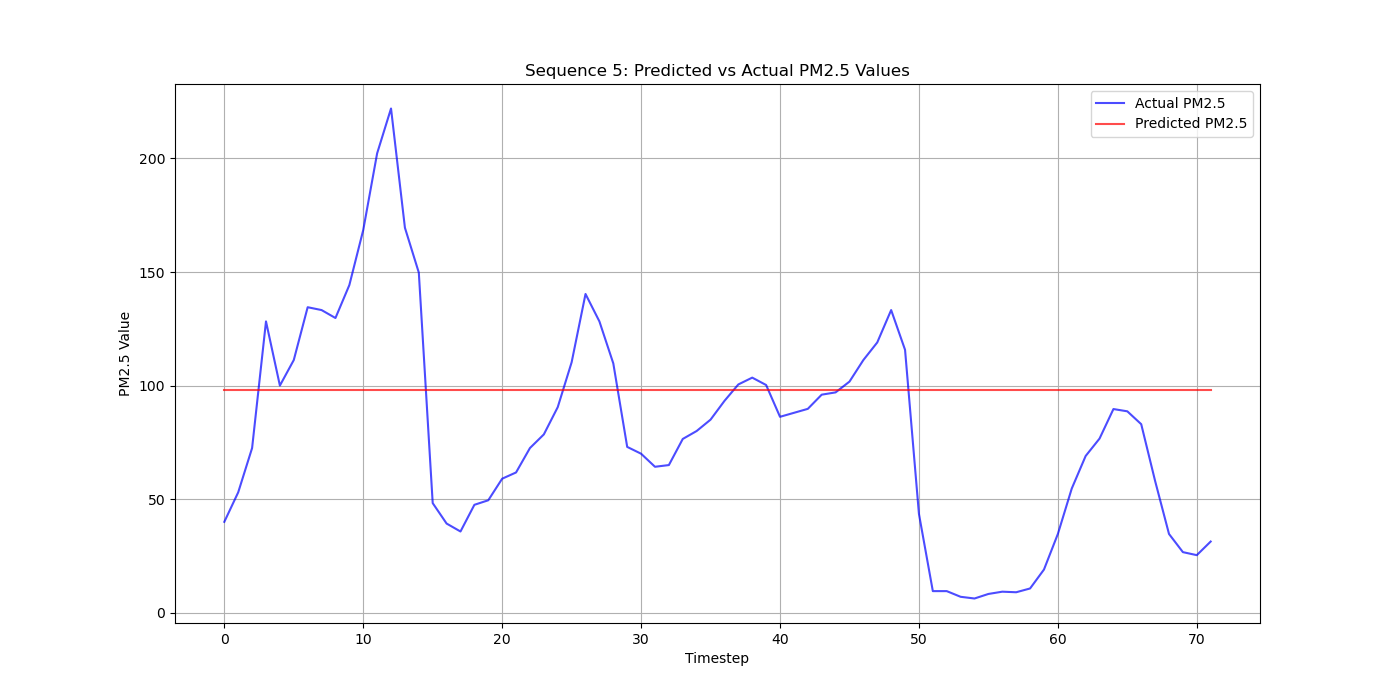 Sequence 5: Predicted vs Actual PM2.5 Values
Actual PM2.5
Predicted PM2.5
PM2.5 Value
200
150
100
50
0
0 10 20 30 40 50 60 70
Timestep